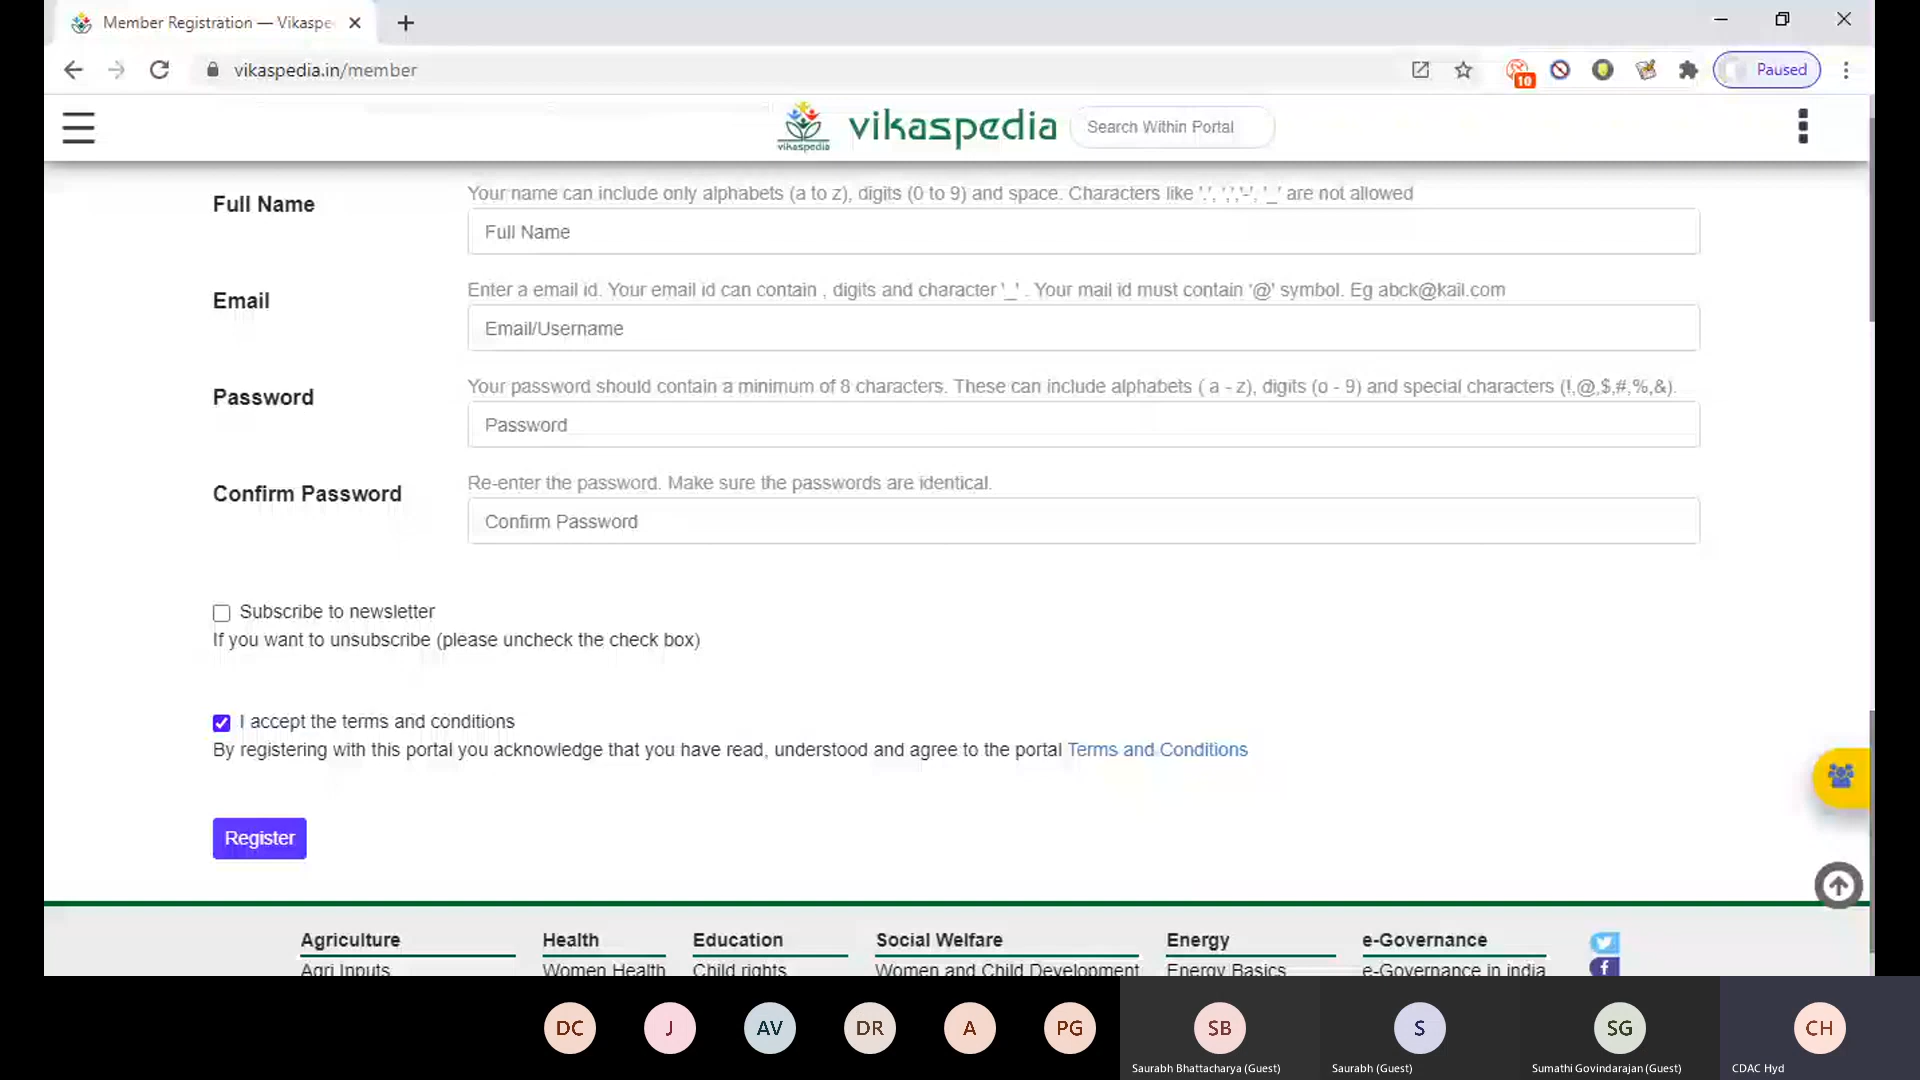 Member Registration — Vikaspe
vikaspedia.in/member
10
Paused
vikaspedia
vikaspedia
Search Within Portal
Full Name
Your name can include only alphabets (a to z), digits (0 to 9) and space. Characters like are not allowed
Full Name
Email
Enter a email id. Your email id can contain , digits and character '_' . Your mail id must contain '@' symbol. Eg abck@kail.com
Email/Username
Password
Your password should contain a minimum of 8 characters. These can include alphabets ( a - z), digits (o - 9) and special characters (!,@,$,#,%,&).
Password
Confirm Password
Re-enter the password. Make sure the passwords are identical.
Confirm Password
Subscribe to newsletter
If you want to unsubscribe (please uncheck the check box)
I accept the terms and conditions
By registering with this portal you acknowledge that you have read, understood and agree to the portal Terms and Conditions
Register
Agriculture Health Education Social Welfare Energy e-Governance
Agri Inputs Women Health Child rights Women and Child Development Energy Basics e-Governance in india
DC J AV DR A PG SB S SG CH
Saurabh Bhattacharya (Guest) Saurabh (Guest) Sumathi Govindarajan (Guest) CDAC Hyd